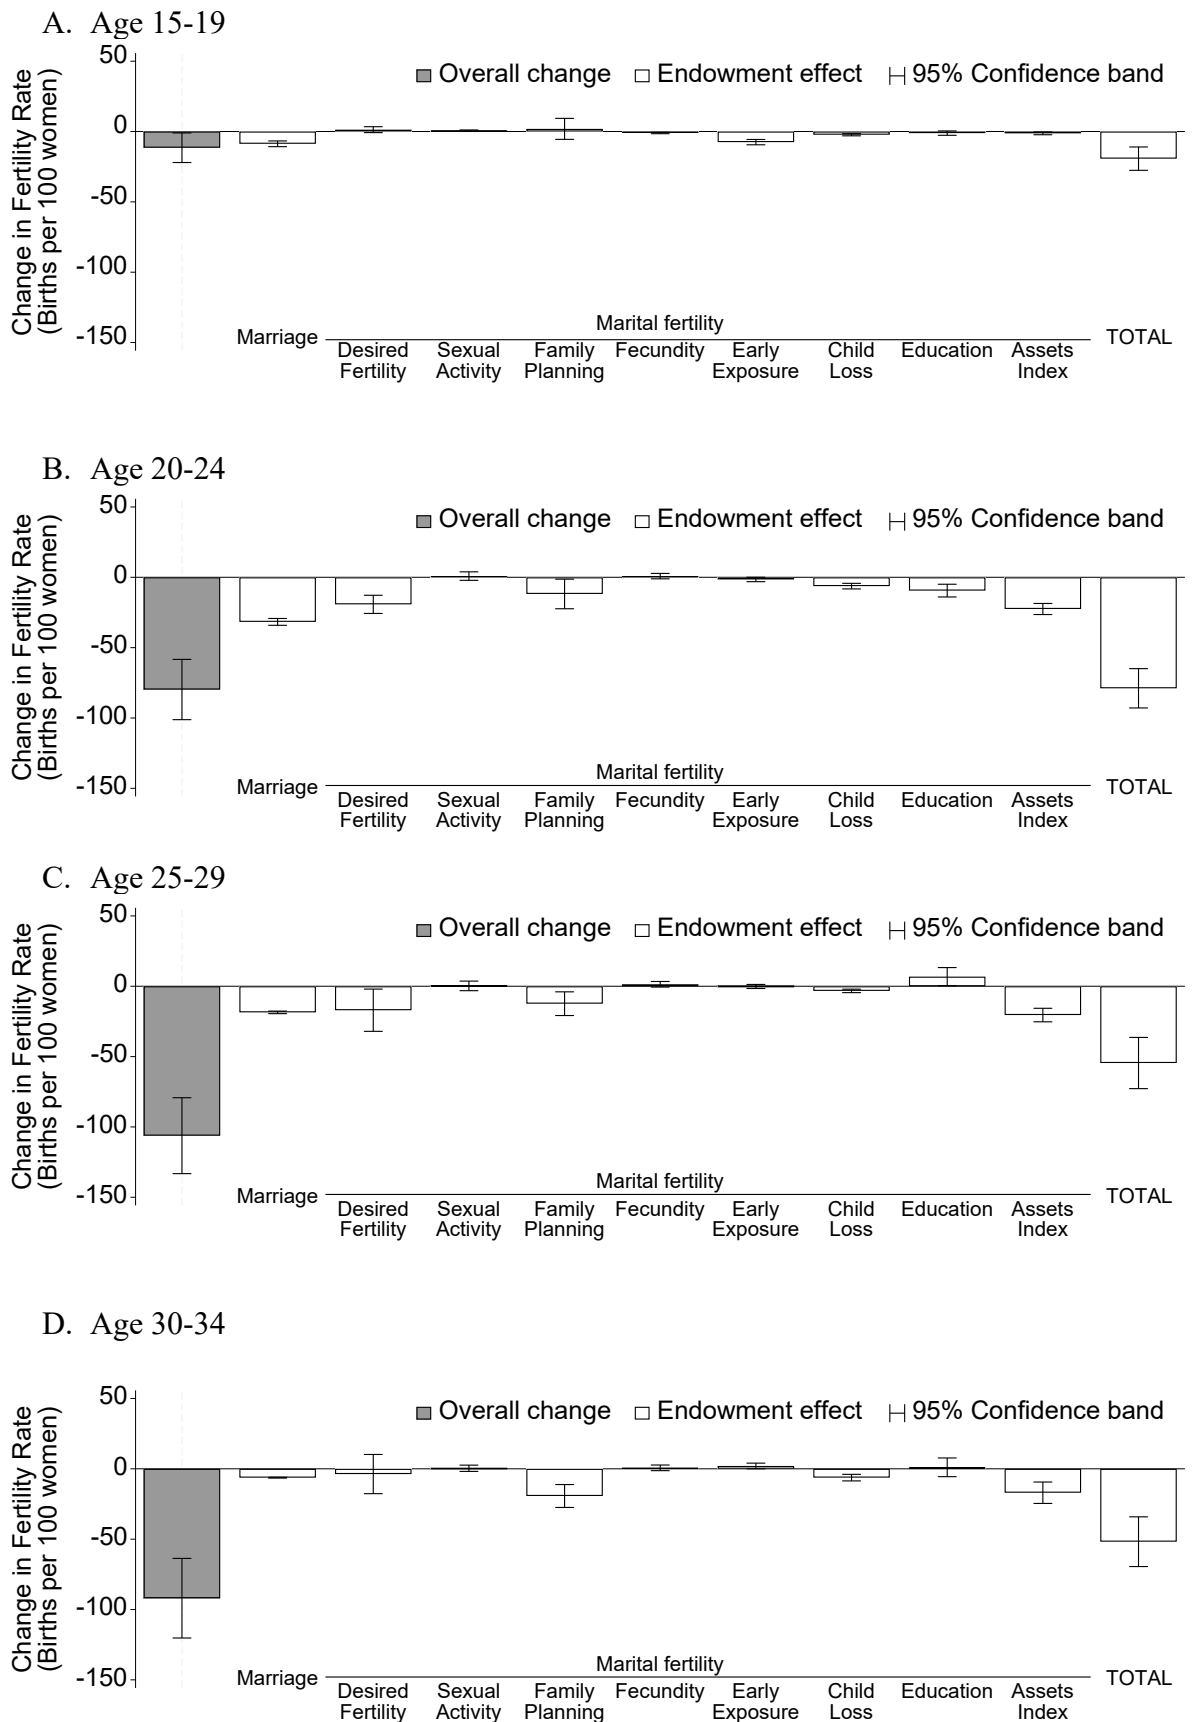 A. Age 15-19
Change in Fertility Rate
(Births per 100 women)
50
0
-50
-100
-150
Overall change Endowment effect 95% Confidence band
Marital fertility
Marriage TOTAL
Desired Sexual Family Fecundity Early Child Education Assets
Fertility Activity Planning Exposure Loss Index
B. Age 20-24
Change in Fertility Rate
(Births per 100 women)
50
0
-50
-100
-150
Overall change Endowment effect 95% Confidence band
Marital fertility
Marriage TOTAL
Desired Sexual Family Fecundity Early Child Education Assets
Fertility Activity Planning Exposure Loss Index
C. Age 25-29
Change in Fertility Rate
(Births per 100 women)
50
0
-50
-100
-150
Overall change Endowment effect 95% Confidence band
Marital fertility
Marriage TOTAL
Desired Sexual Family Fecundity Early Child Education Assets
Fertility Activity Planning Exposure Loss Index
D. Age 30-34
Change in Fertility Rate
(Births per 100 women)
50
0
-50
-100
-150
Overall change Endowment effect 95% Confidence band
Marital fertility
Marriage TOTAL
Desired Sexual Family Fecundity Early Child Education Assets
Fertility Activity Planning Exposure Loss Index